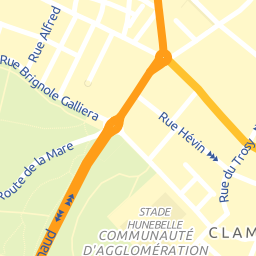 Rue Alfred
Rue Brignole Galliera
Rue Hévin
Rue du Trosy
Route de la Mare
naud
STADE
HUNEBELLE
CLAM
COMMUNAUTÉ
D'AGGLOMÉRATION